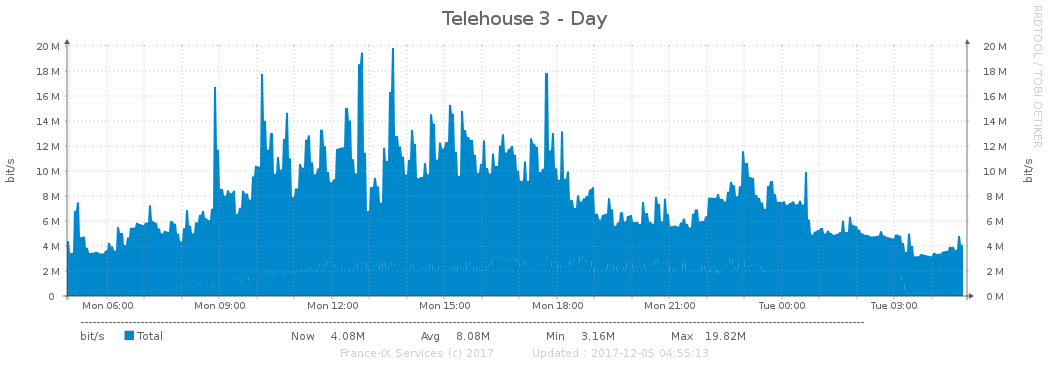 Telehouse 3 - Day
RRDTOOL / TOBI OETIKER
bit/s
20 M
18 M
16 M
14 M
12 M
10 M
8 M
6 M
4 M
2 M
0
20 M
18 M
16 M
14 M
12 M
10 M
8 M
6 M
4 M
2 M
0 M
bit/s
Mon 06:00 Mon 09:00 Mon 12:00 Mon 15:00 Mon 18:00 Mon 21:00 Tue 00:00 Tue 03:00
bit/s Total Now 4.08M Avg 8.08M Min 3.16M Max 19.82M
France-IX Services (c) 2017 Updated : 2017-12-05 04:55:13